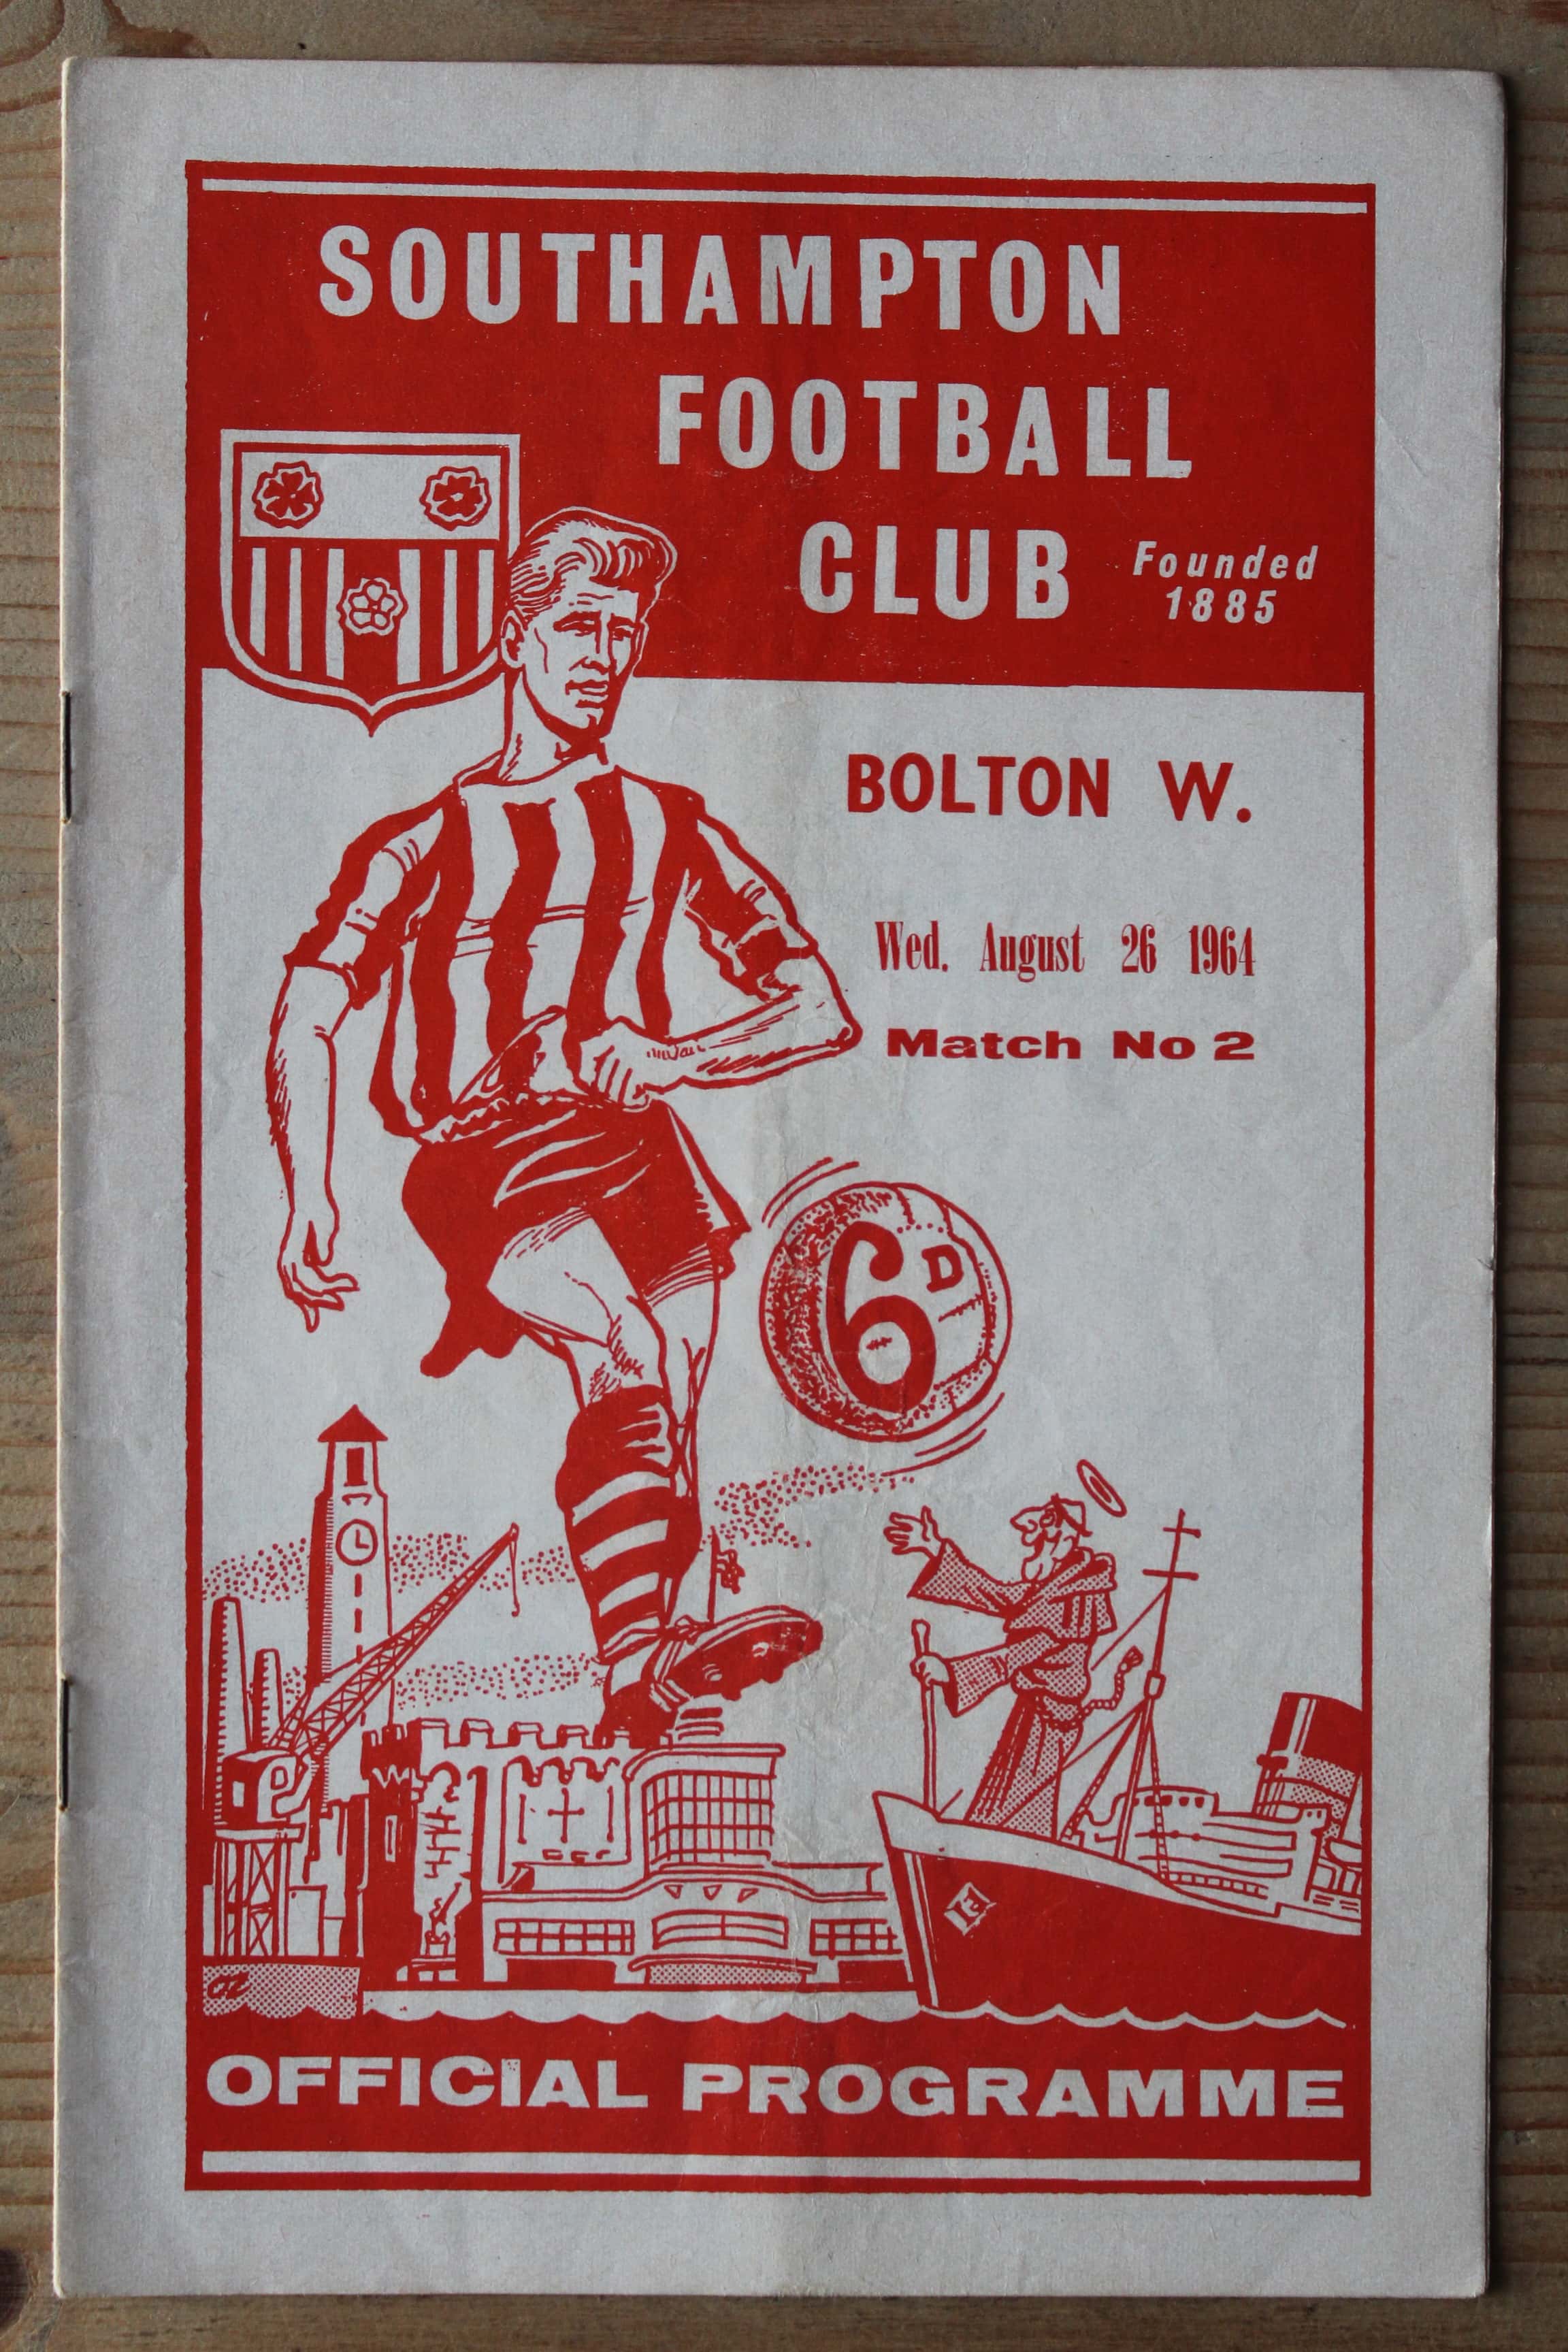 SOUTHAMPTON
FOOTBALL
CLUB
Founded
1885
BOLTON W.
Wed. August 26 1964
Match No 2
6D
OFFICIAL PROGRAMME